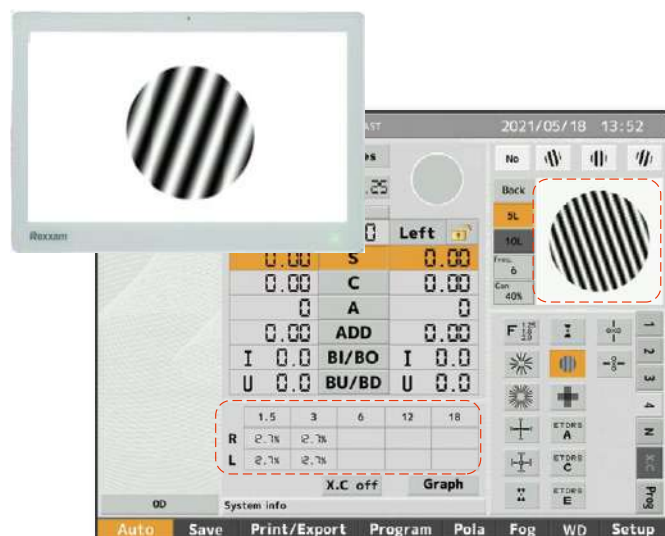 AST 2021/05/18 13:52
No
.25
Back
5L
10L
Rexxam
Left
0.00 S 0.00
0.00 C 0.00
0 A 0
0.00 ADD 0.00
I 0.0 BI/BO I 0.0
U 0.0 BU/BD U 0.0
Freq.
6
Con
40%
F
ETDRS
A
ETDRS
C
ETDRS
E
1
2
3
4
N
X.C
Prog
1.5 3 6 12 18
R 2.7% 2.7%
L 2.7% 2.7%
X.C off Graph
OD System info
Auto Save Print/Export Program Pola Fog WD Setup